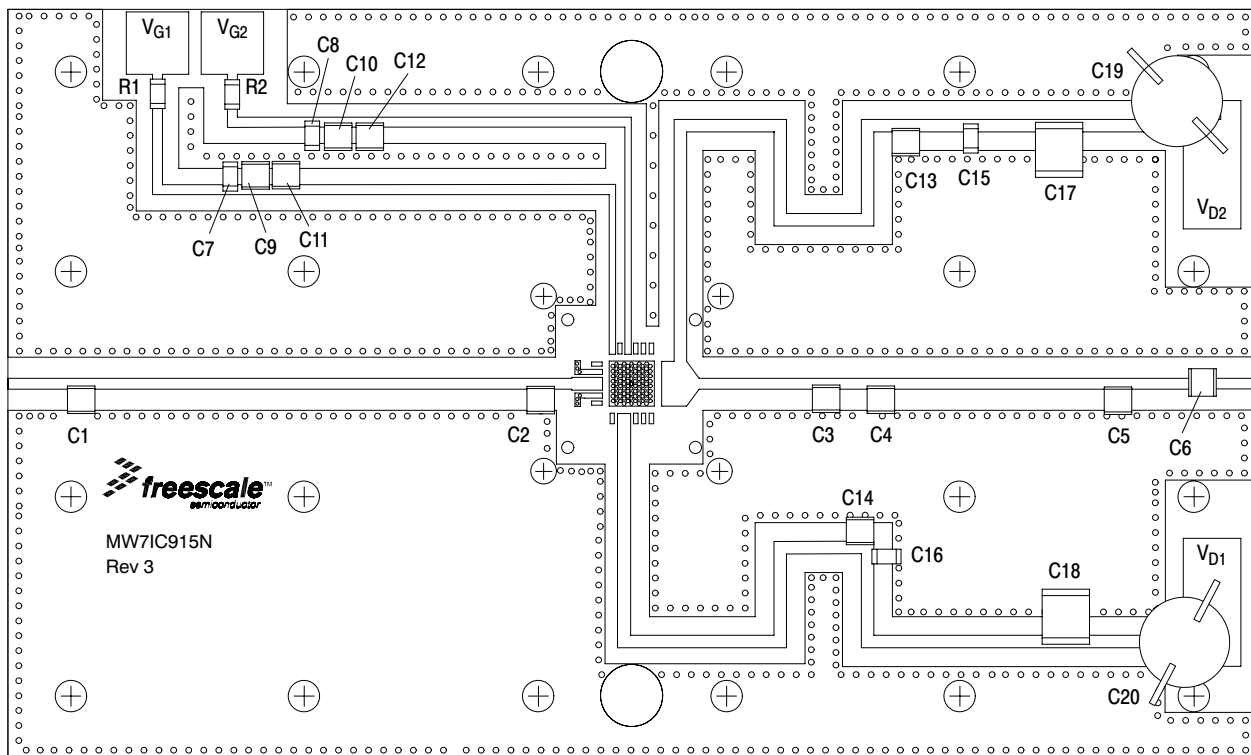 VG1
VG2
R1
R2
C8
C10
C12
C7
C9
C11
C19
C13
C15
C17
VD2
C1
C2
C3
C4
C5
C6
freescale™
semiconductor
MW7IC915N
Rev 3
C14
C16
C18
VD1
C20